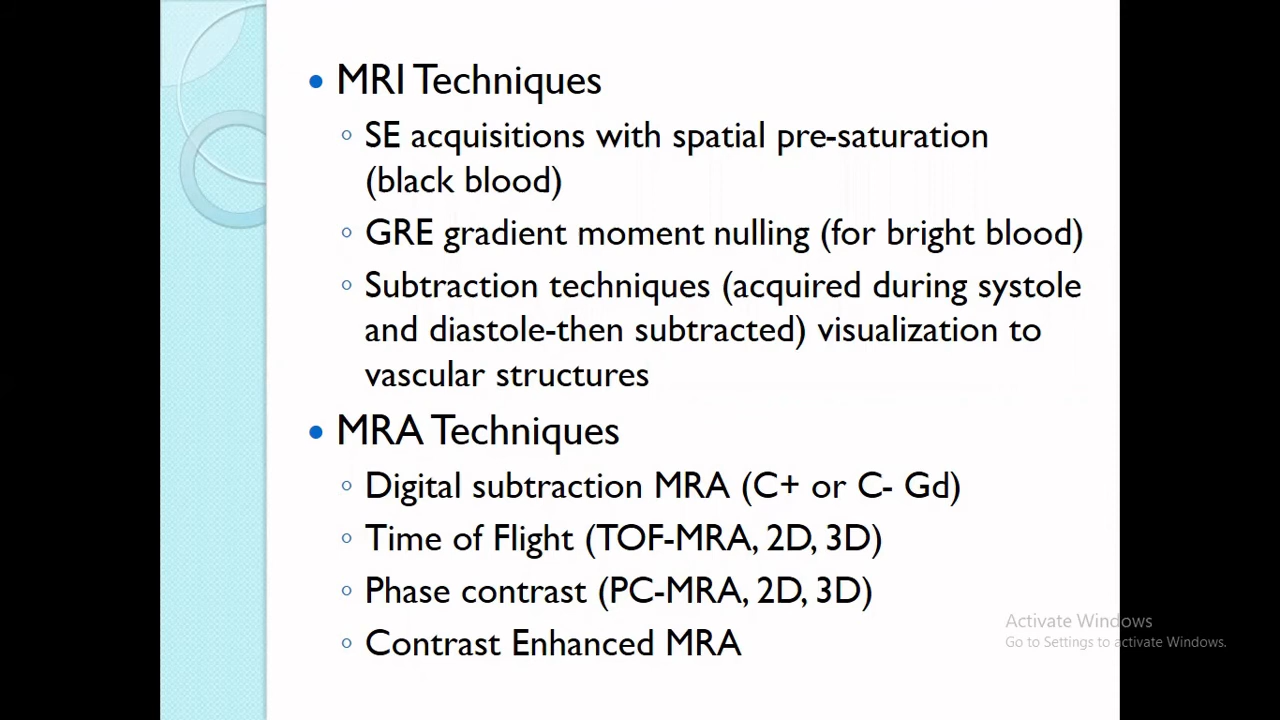 MRI Techniques
SE acquisitions with spatial pre-saturation
(black blood)
GRE gradient moment nulling (for bright blood)
Subtraction techniques (acquired during systole
and diastole-then subtracted) visualization to
vascular structures
MRA Techniques
Digital subtraction MRA (C+ or C- Gd)
Time of Flight (TOF-MRA, 2D, 3D)
Phase contrast (PC-MRA, 2D, 3D)
Contrast Enhanced MRA
Activate Windows
Go to Settings to activate Windows.